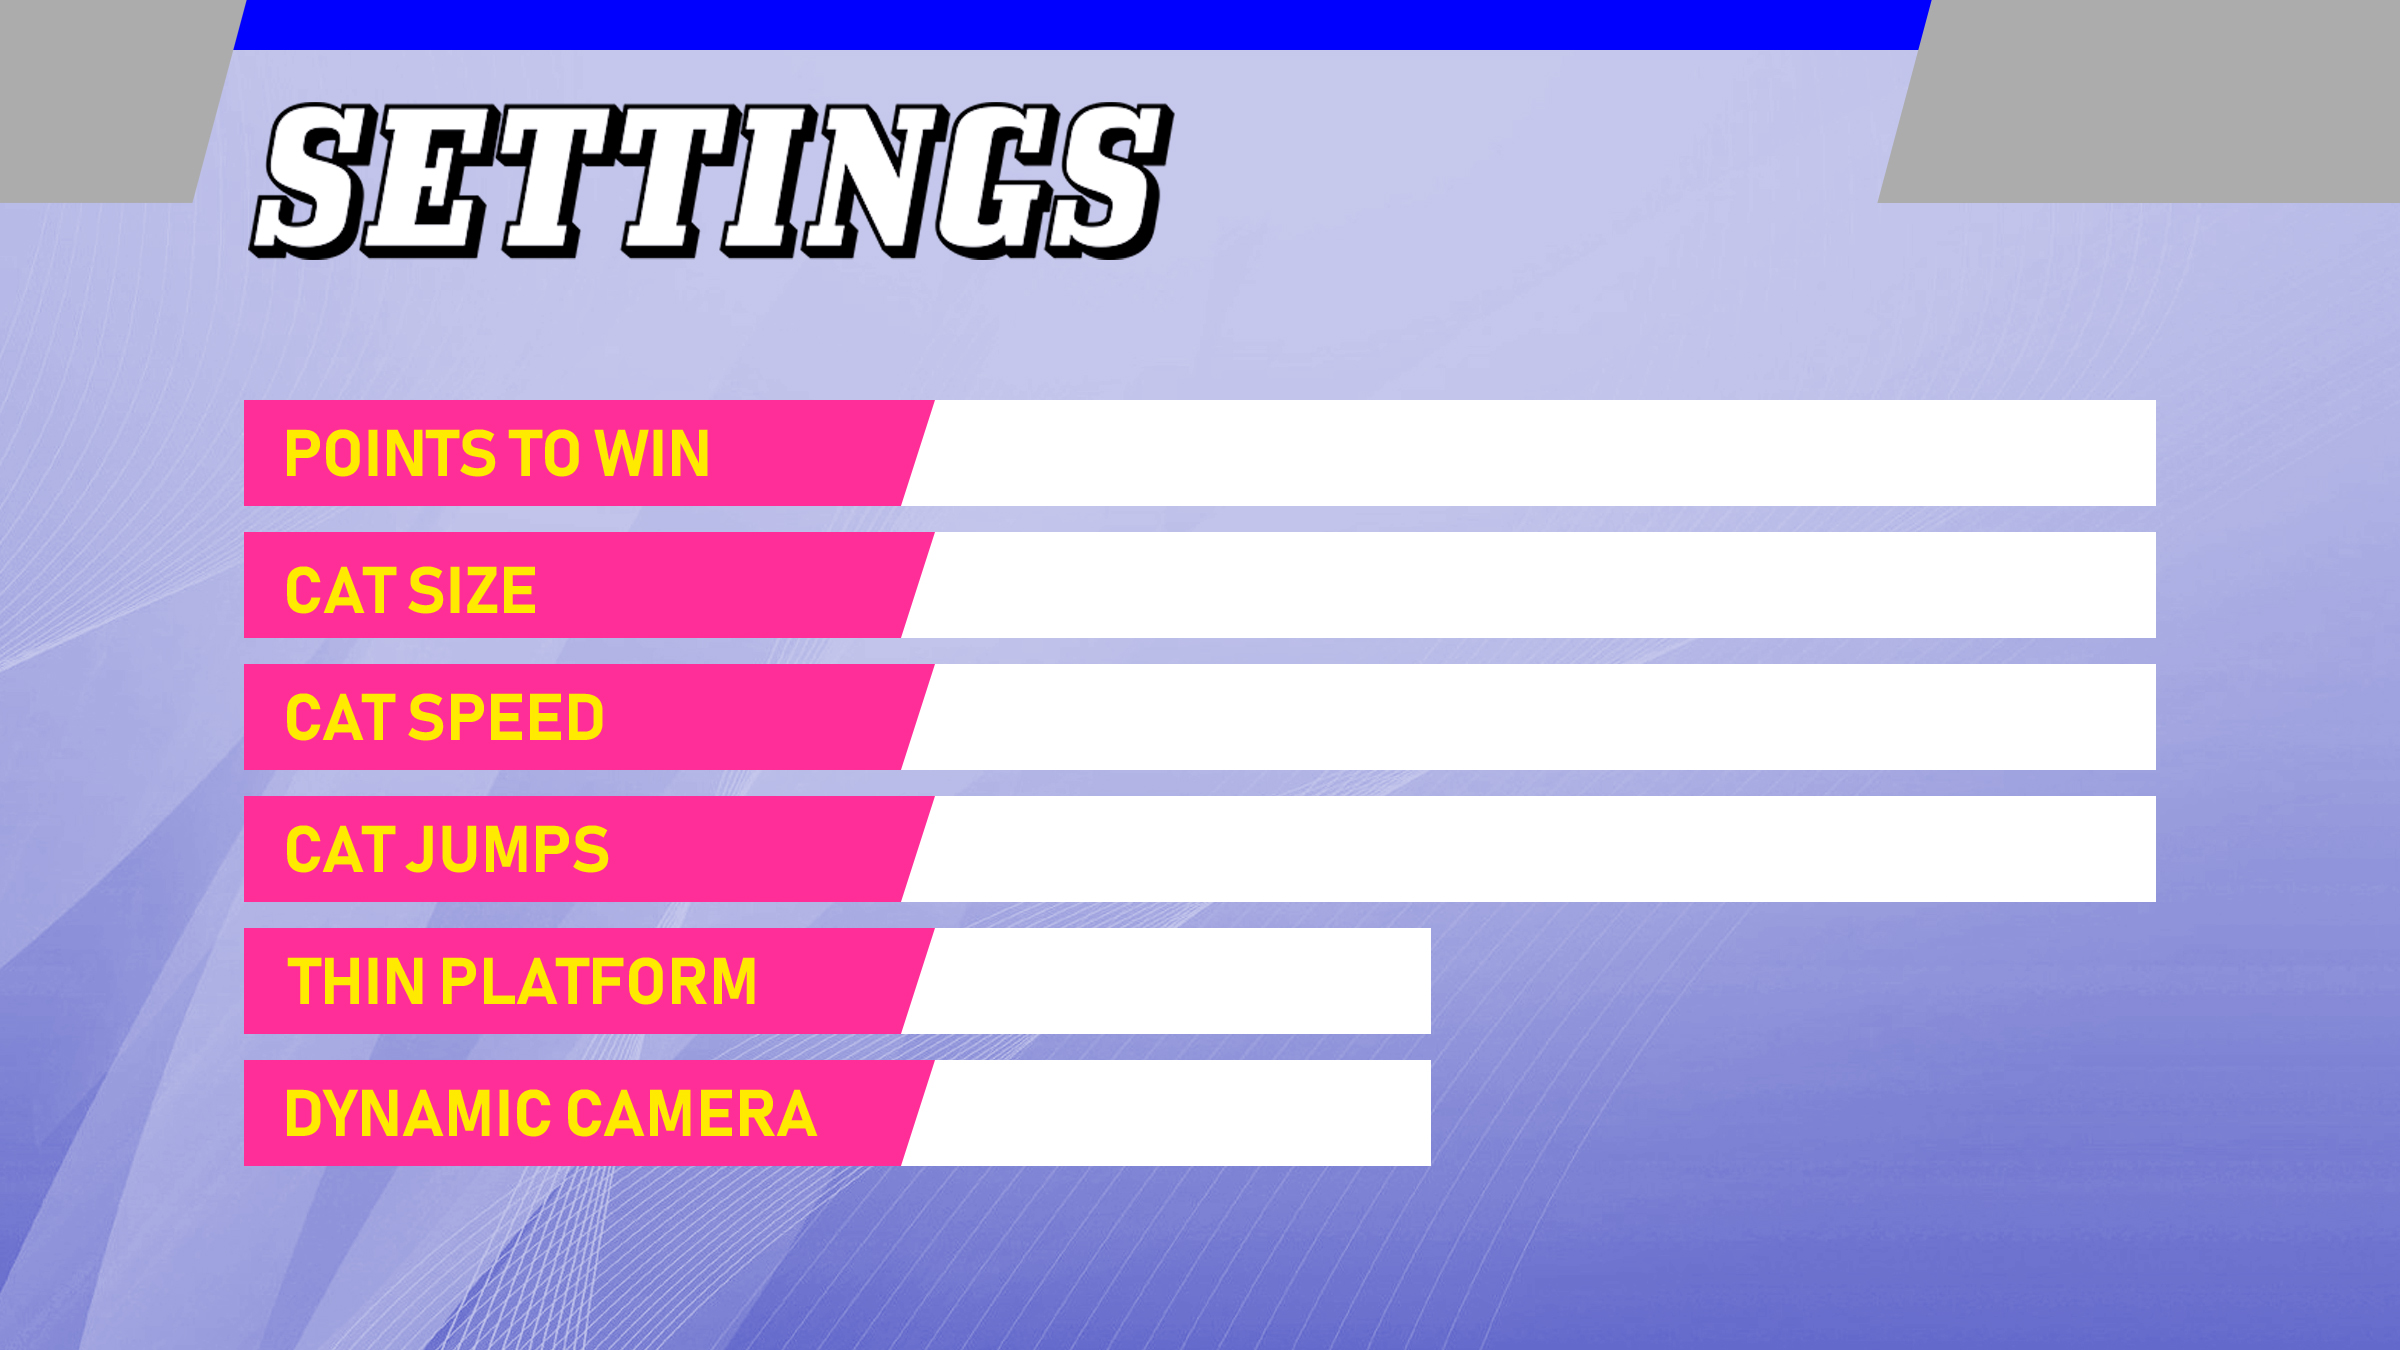 SETTINGS
POINTS TO WIN
CAT SIZE
CAT SPEED
CAT JUMPS
THIN PLATFORM
DYNAMIC CAMERA